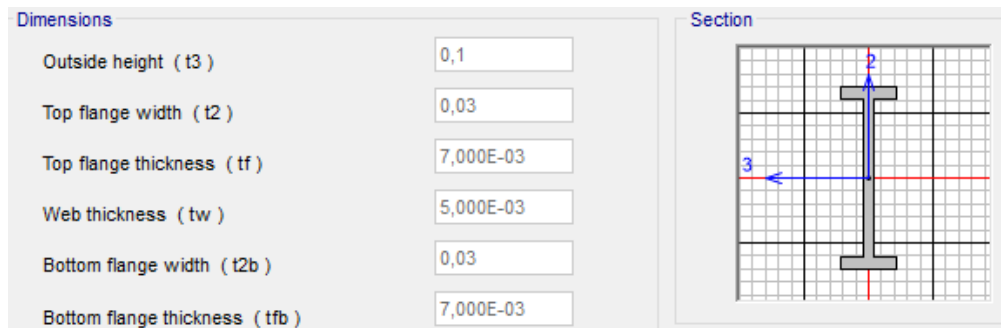 Dimensions
Outside height ( t3 ) 0,1
Top flange width ( t2 ) 0,03
Top flange thickness ( tf ) 7,000E-03
Web thickness ( tw ) 5,000E-03
Bottom flange width ( t2b ) 0,03
Bottom flange thickness ( tfb ) 7,000E-03
Section
2
3